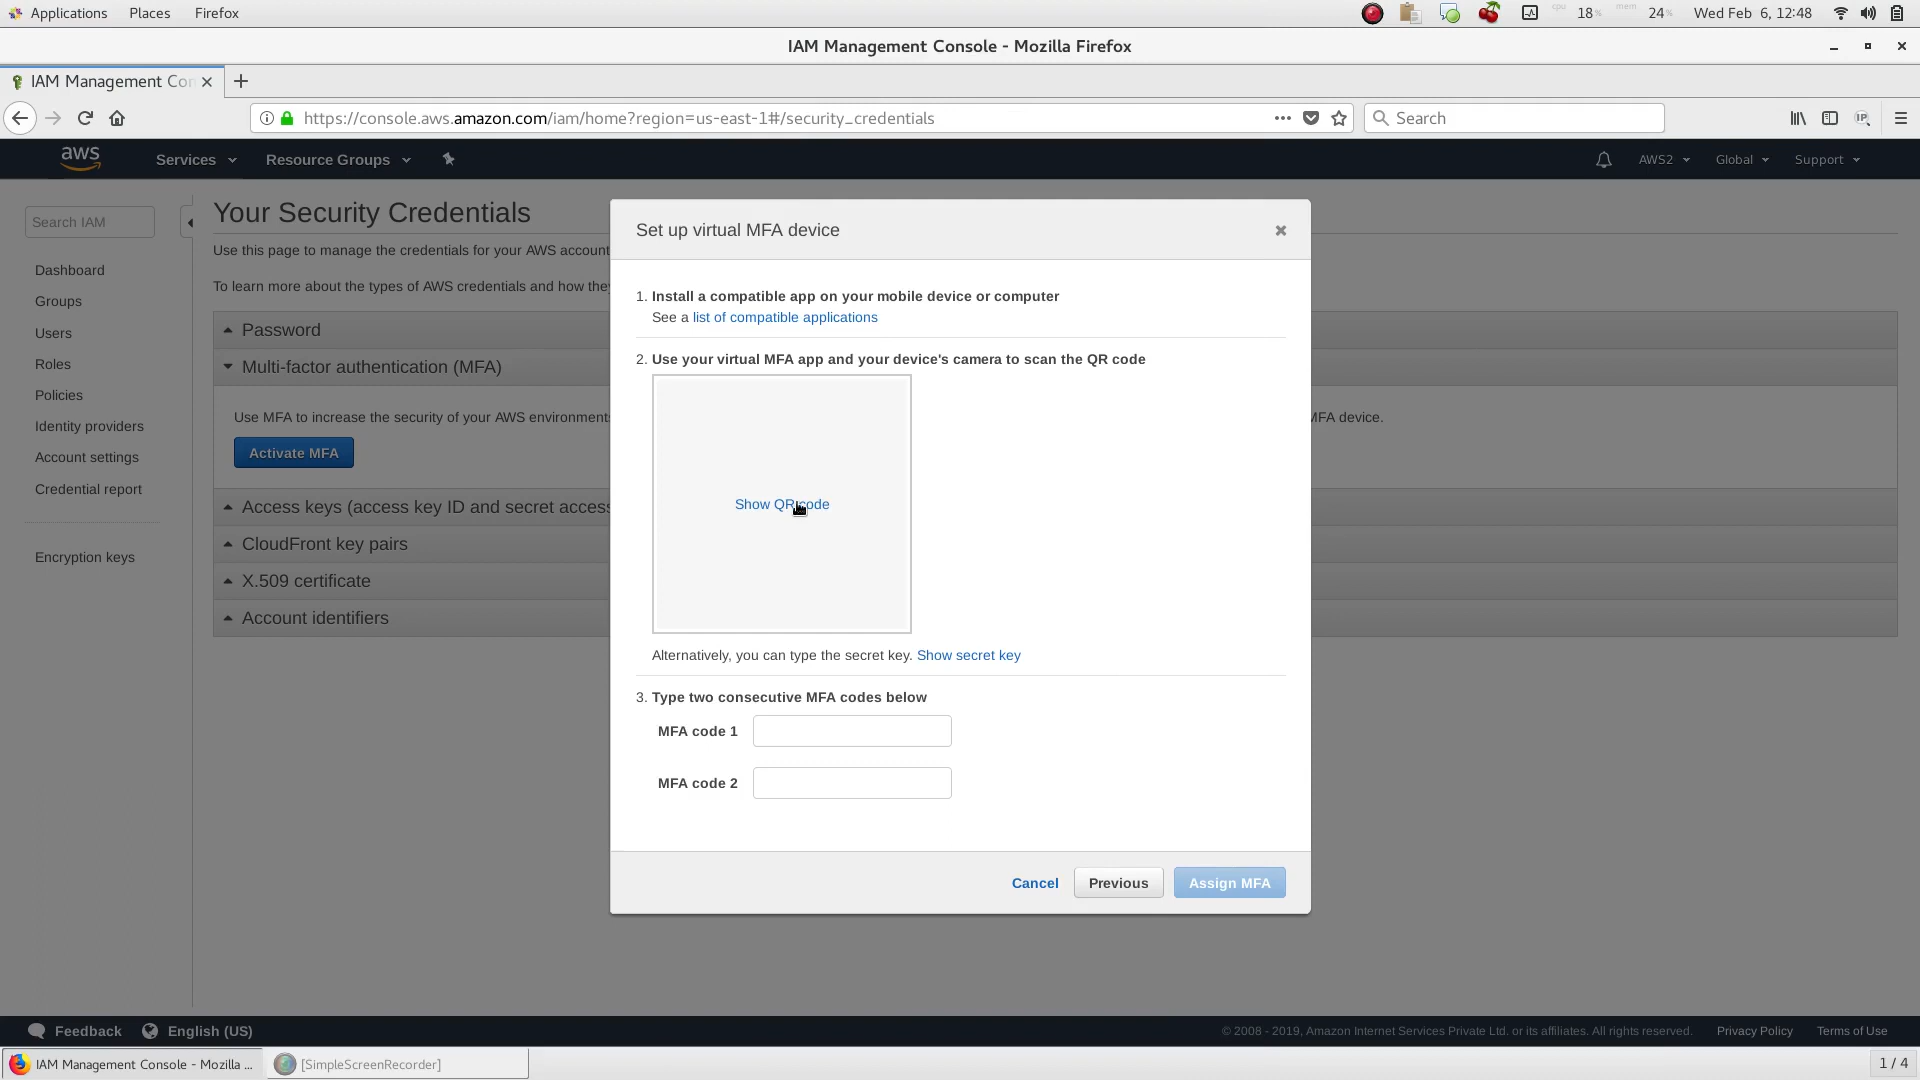 Applications Places Firefox
cpu 18% mem 24% Wed Feb 6, 12:48
IAM Management Console - Mozilla Firefox
IAM Management Con
https://console.aws.amazon.com/iam/home?region=us-east-1#/security_credentials
Search
IP
aws Services Resource Groups AWS2 Global Support
Search IAM
Dashboard
Groups
Users
Roles
Policies
Identity providers
Account settings
Credential report
Encryption keys
Your Security Credentials
Use this page to manage the credentials for your AWS account
To learn more about the types of AWS credentials and how they
Password
Multi-factor authentication (MFA)
Use MFA to increase the security of your AWS environments MFA device.
Activate MFA
Access keys (access key ID and secret access
CloudFront key pairs
X.509 certificate
Account identifiers
Set up virtual MFA device
1. Install a compatible app on your mobile device or computer
See a list of compatible applications
2. Use your virtual MFA app and your device's camera to scan the QR code
Show QR code
Alternatively, you can type the secret key. Show secret key
3. Type two consecutive MFA codes below
MFA code 1
MFA code 2
Cancel Previous Assign MFA
Feedback English (US)
© 2008 - 2019, Amazon Internet Services Private Ltd. or its affiliates. All rights reserved. Privacy Policy Terms of Use
IAM Management Console - Mozilla ... [SimpleScreenRecorder] 1 / 4